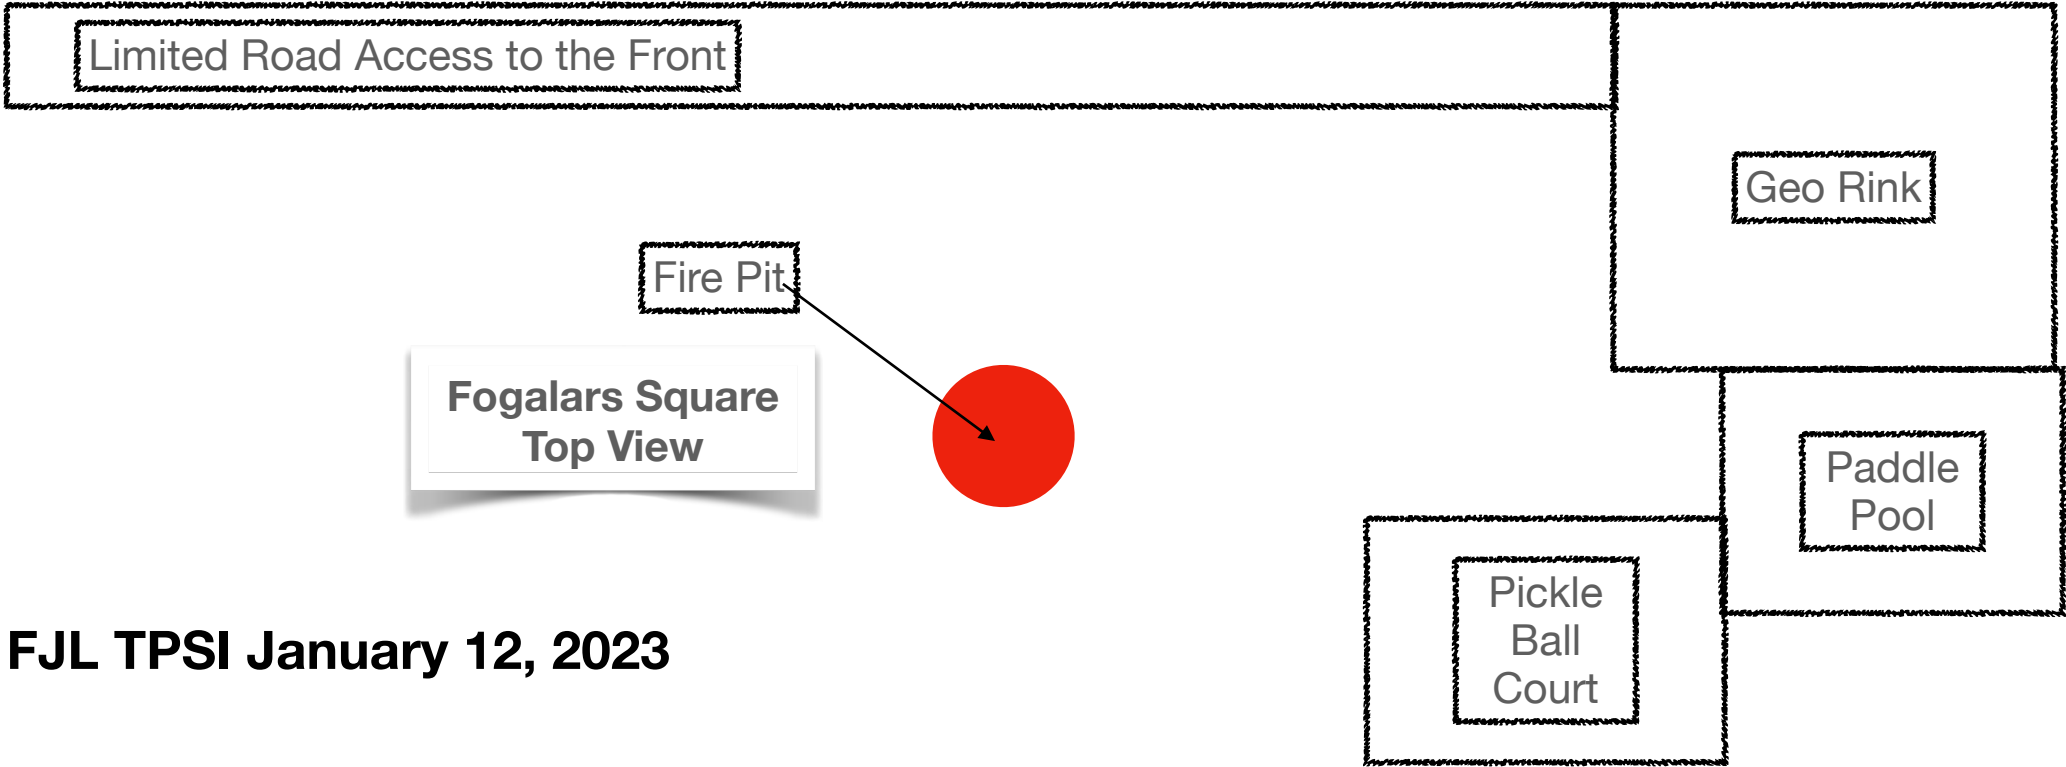 Limited Road Access to the Front
Geo Rink
Fire Pit
Fogalars Square
Top View
Paddle
Pool
Pickle
Ball
Court
FJL TPSI January 12, 2023